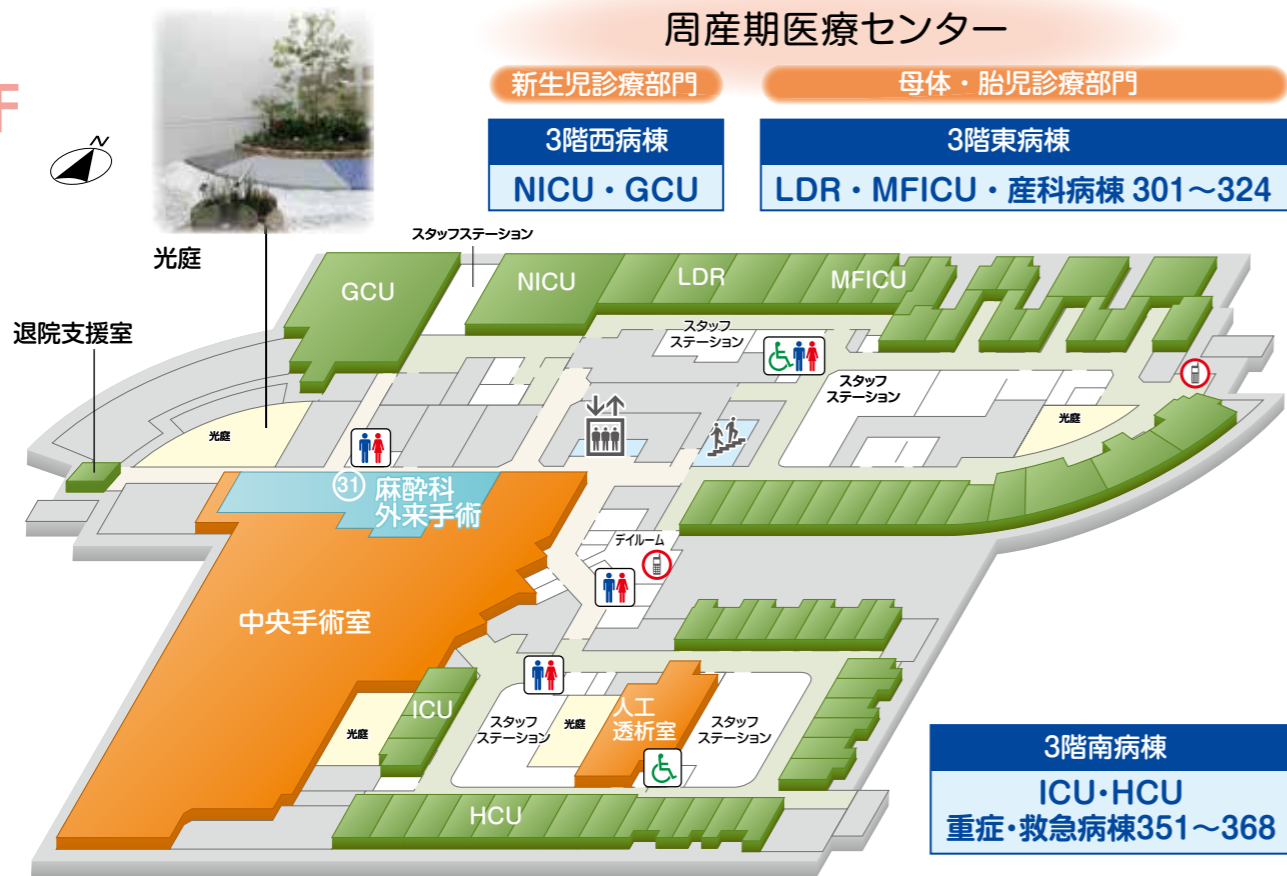 周産期医療センター
F
新生児診療部門
母体・胎児診療部門
3階西病棟
3階東病棟
NICU・GCU
LDR・MFICU・産科病棟 301〜324
N
光庭
スタッフステーション
GCU
NICU
LDR
MFICU
退院支援室
スタッフ
ステーション
スタッフ
ステーション
光庭
光庭
31 麻酔科
外来手術
デイルーム
中央手術室
ICU
光庭
スタッフ
ステーション
光庭
人工
透析室
スタッフ
ステーション
HCU
3階南病棟
ICU・HCU
重症・救急病棟351〜368